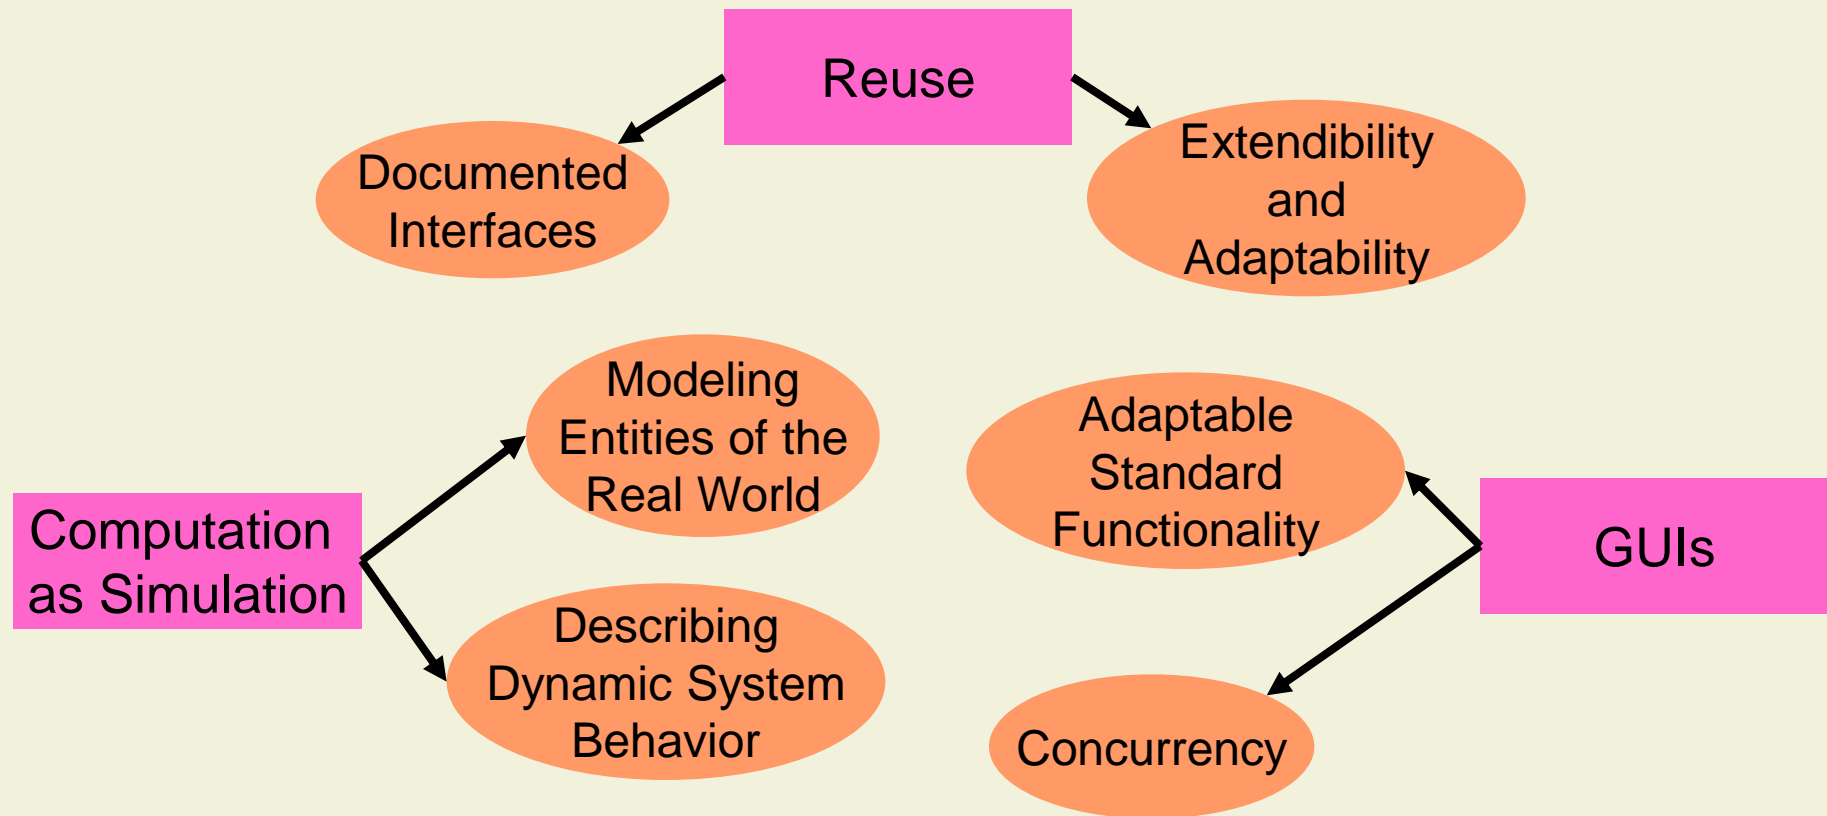 Reuse
Documented
Interfaces
Extendibility
and
Adaptability
Modeling
Entities of the
Real World
Adaptable
Standard
Functionality
Computation
as Simulation
GUIs
Describing
Dynamic System
Behavior
Concurrency